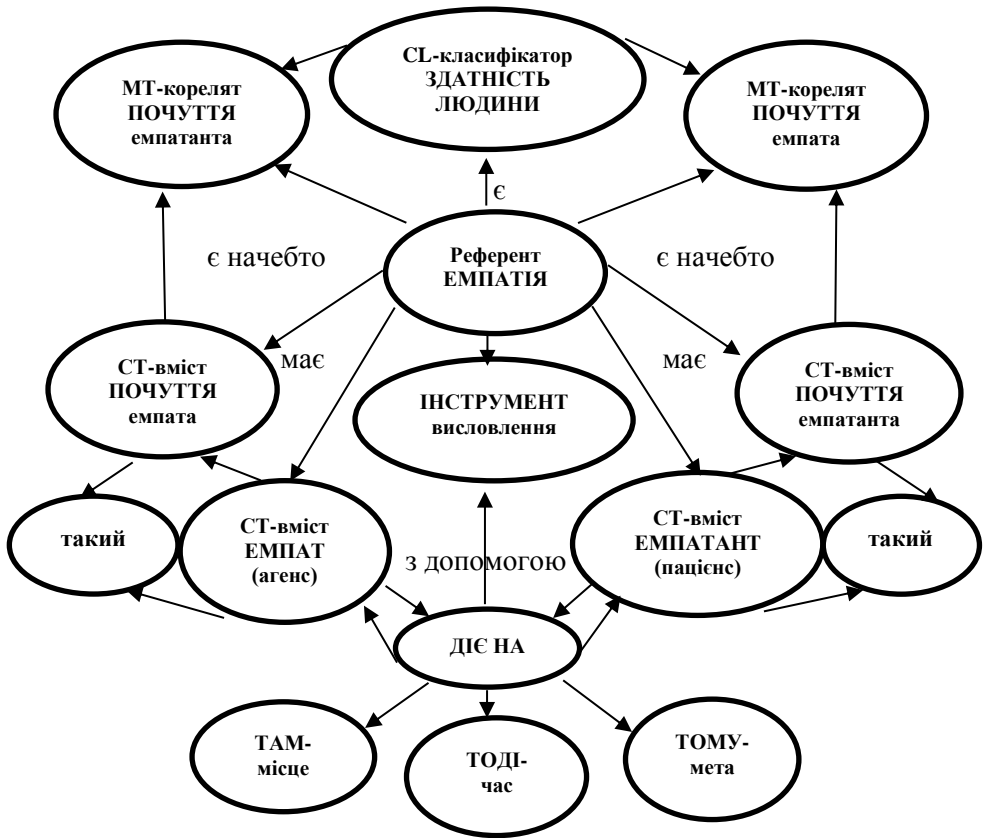 CL-класифікатор
ЗДАТНІСТЬ
ЛЮДИНИ
МТ-корелят
ПОЧУТТЯ
емпатанта
МТ-корелят
ПОЧУТТЯ
емпата
є
Референт
ЕМПАТІЯ
є начебто
є начебто
має
має
СТ-вміст
ПОЧУТТЯ
емпата
ІНСТРУМЕНТ
висловлення
СТ-вміст
ПОЧУТТЯ
емпатанта
такий
СТ-вміст
ЕМПАТ
(агенс)
з допомогою
СТ-вміст
ЕМПАТАНТ
(пацієнс)
такий
ДІЄ НА
ТАМ-
місце
ТОДІ-
час
ТОМУ-
мета